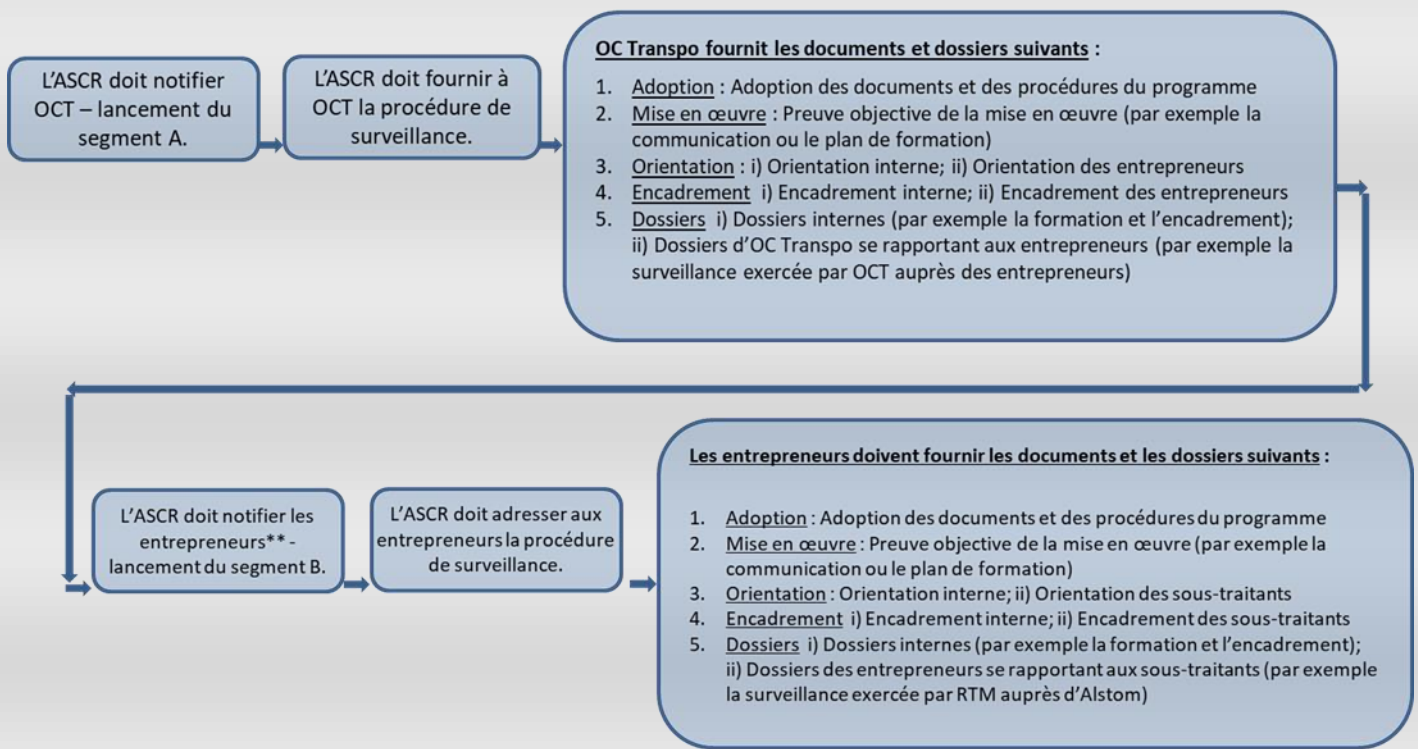 L'ASCR doit notifier
OCT – lancement du
segment A.
L'ASCR doit fournir à
OCT la procédure de
surveillance.
OC Transpo fournit les documents et dossiers suivants :
1. Adoption : Adoption des documents et des procédures du programme
2. Mise en œuvre : Preuve objective de la mise en œuvre (par exemple la
communication ou le plan de formation)
3. Orientation : i) Orientation interne; ii) Orientation des entrepreneurs
4. Encadrement i) Encadrement interne; ii) Encadrement des entrepreneurs
5. Dossiers i) Dossiers internes (par exemple la formation et l'encadrement);
ii) Dossiers d'OC Transpo se rapportant aux entrepreneurs (par exemple la
surveillance exercée par OCT auprès des entrepreneurs)
L'ASCR doit notifier les
entrepreneurs** -
lancement du segment B.
L'ASCR doit adresser aux
entrepreneurs la procédure
de surveillance.
Les entrepreneurs doivent fournir les documents et les dossiers suivants :
1. Adoption : Adoption des documents et des procédures du programme
2. Mise en œuvre : Preuve objective de la mise en œuvre (par exemple la
communication ou le plan de formation)
3. Orientation : Orientation interne; ii) Orientation des sous-traitants
4. Encadrement i) Encadrement interne; ii) Encadrement des sous-traitants
5. Dossiers i) Dossiers internes (par exemple la formation et l'encadrement);
ii) Dossiers des entrepreneurs se rapportant aux sous-traitants (par exemple
la surveillance exercée par RTM auprès d'Alstom)